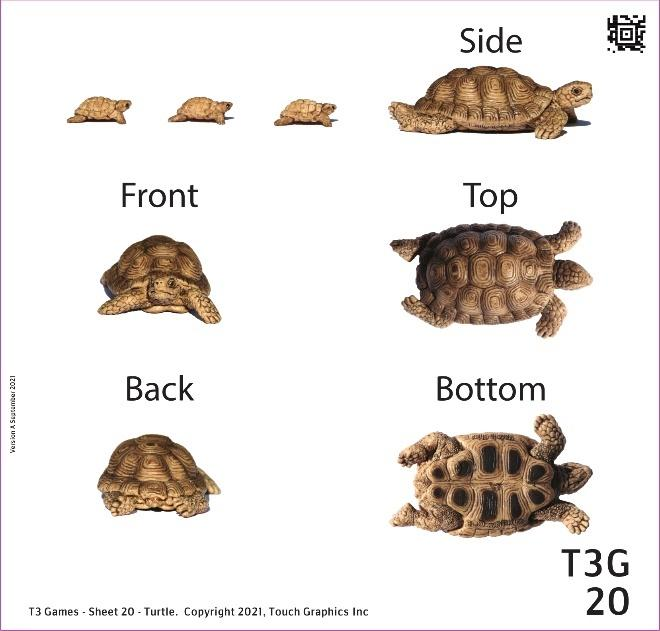 Side
Front
Top
Back
Bottom
Version A September 2021
T3G
20
T3 Games - Sheet 20 - Turtle. Copyright 2021, Touch Graphics Inc